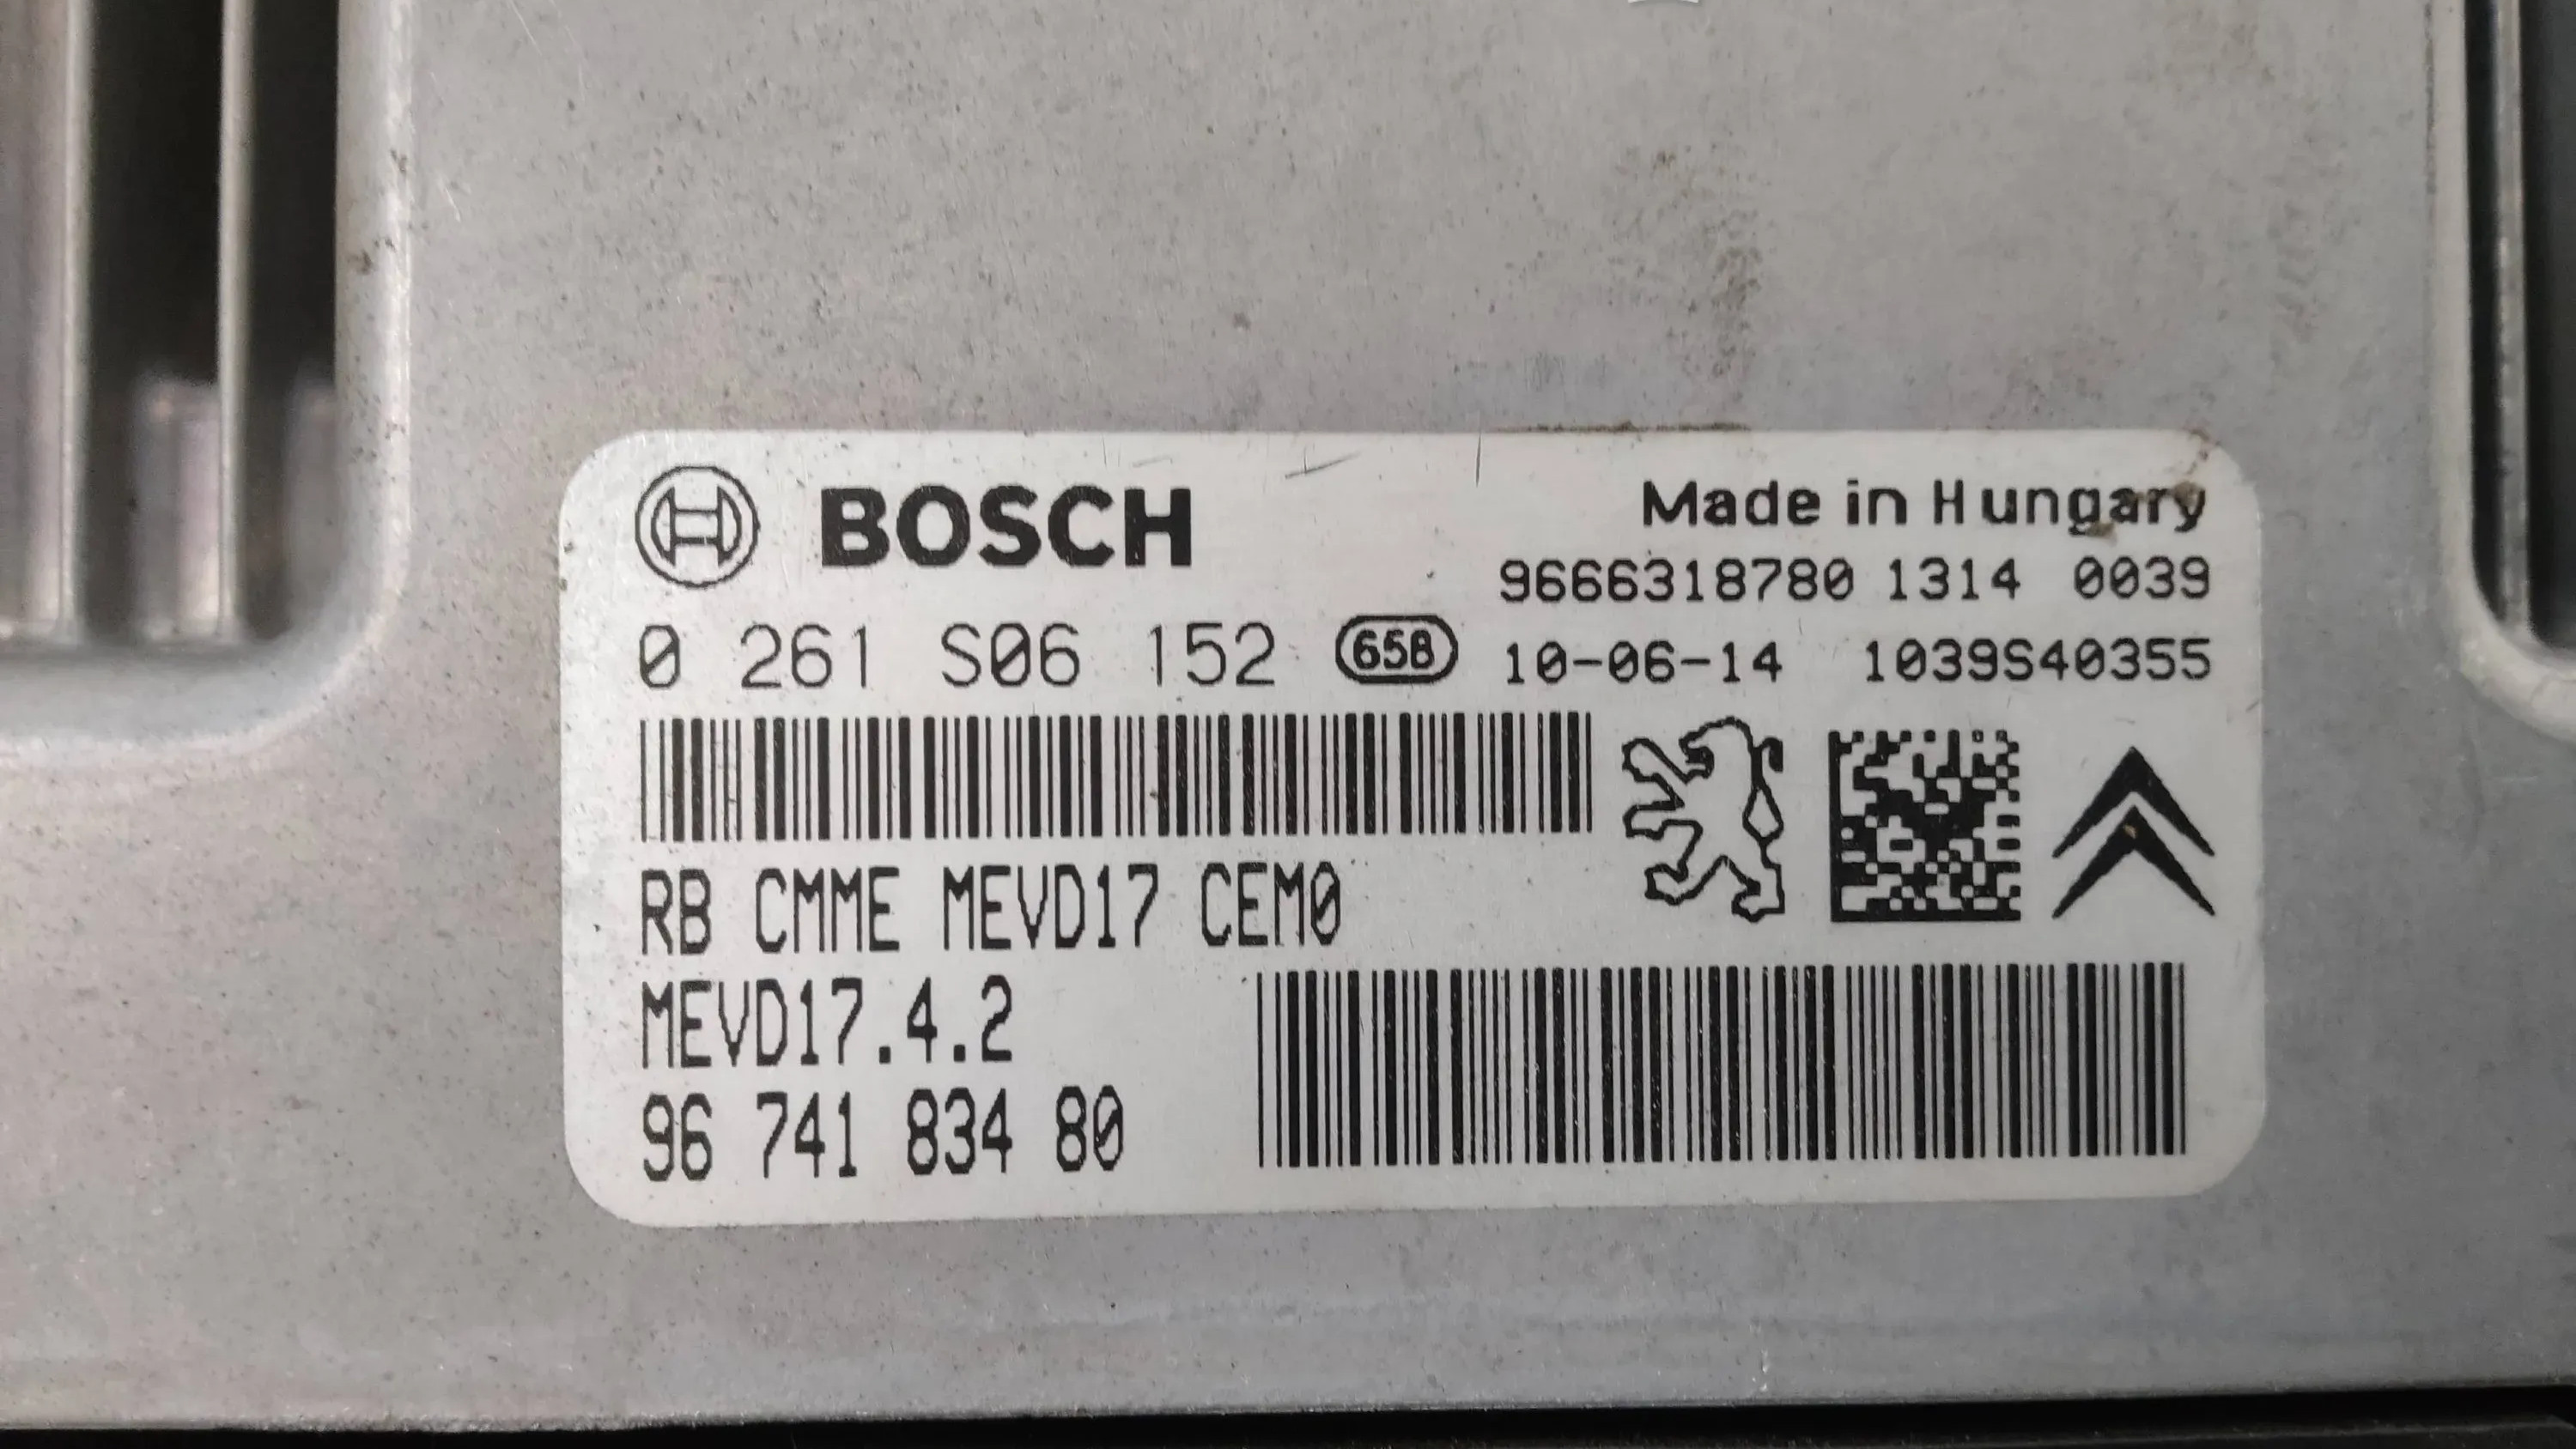 BOSCH
Made in Hungary
9666318780 1314 0039
0 261 S06 152 65B 10-06-14 1039S40355
RB CMME MEVD17 CEM0
MEVD17.4.2
96 741 834 80